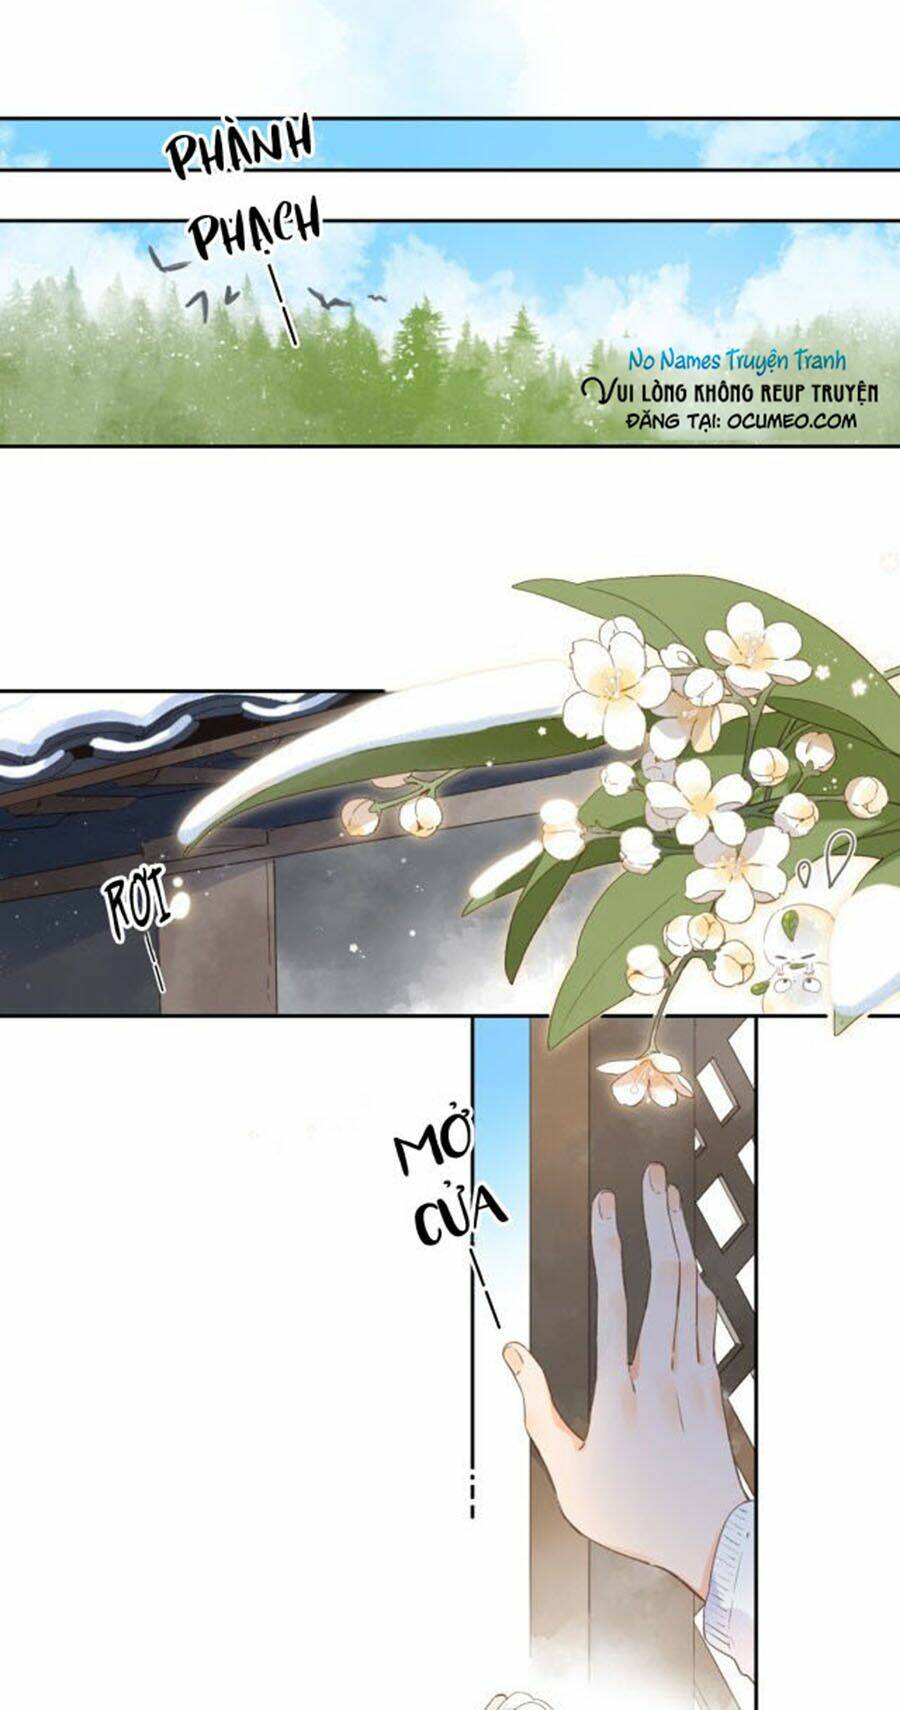 PHÀNH
PHẠCH
No Names Truyện Tranh
VUI LÒNG KHÔNG REUP TRUYỆN
ĐĂNG TẠI: OCUMEO.COM
RƠI
MỞ
CỬA